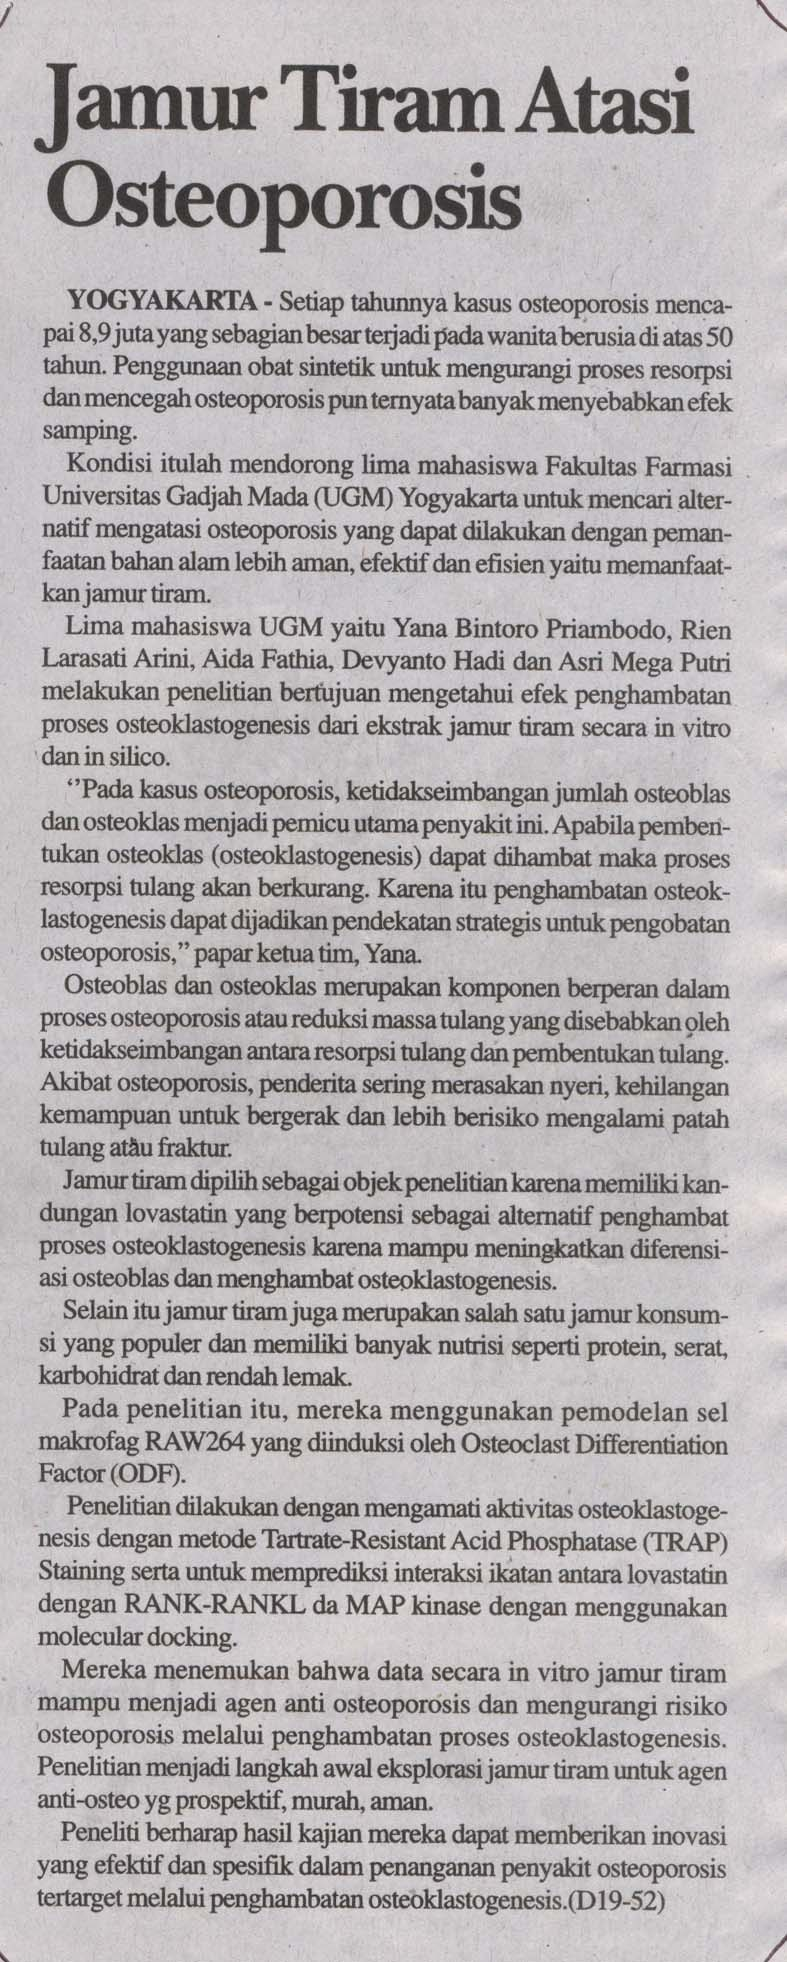 Jamur Tiram Atasi
Osteoporosis
YOGYAKARTA - Setiap tahunnya kasus osteoporosis menca-
pai 8,9 juta yang sebagian besar terjadi pada wanita berusia di atas 50
tahun. Penggunaan obat sintetik untuk mengurangi proses resorpsi
dan mencegah osteoporosis pun ternyata banyak menyebabkan efek
samping.
Kondisi itulah mendorong lima mahasiswa Fakultas Farmasi
Universitas Gadjah Mada (UGM) Yogyakarta untuk mencari alter-
natif mengatasi osteoporosis yang dapat dilakukan dengan peman-
faatan bahan alam lebih aman, efektif dan efisien yaitu memanfaat-
kan jamur tiram.
Lima mahasiswa UGM yaitu Yana Bintoro Priambodo, Rien
Larasati Arini, Aida Fathia, Devyanto Hadi dan Asri Mega Putri
melakukan penelitian bertujuan mengetahui efek penghambatan
proses osteoklastogenesis dari ekstrak jamur tiram secara in vitro
dan in silico.
‘’Pada kasus osteoporosis, ketidakseimbangan jumlah osteoblas
dan osteoklas menjadi pemicu utama penyakit ini. Apabila pemben-
tukan osteoklas (osteoklastogenesis) dapat dihambat maka proses
resorpsi tulang akan berkurang. Karena itu penghambatan osteok-
lastogenesis dapat dijadikan pendekatan strategis untuk pengobatan
osteoporosis,’’ papar ketua tim, Yana.
Osteoblas dan osteoklas merupakan komponen berperan dalam
proses osteoporosis atau reduksi massa tulang yang disebabkan oleh
ketidakseimbangan antara resorpsi tulang dan pembentukan tulang.
Akibat osteoporosis, penderita sering merasakan nyeri, kehilangan
kemampuan untuk bergerak dan lebih berisiko mengalami patah
tulang atau fraktur.
Jamur tiram dipilih sebagai objek penelitian karena memiliki kan-
dungan lovastatin yang berpotensi sebagai alternatif penghambat
proses osteoklastogenesis karena mampu meningkatkan diferensi-
asi osteoblas dan menghambat osteoklastogenesis.
Selain itu jamur tiram juga merupakan salah satu jamur konsum-
si yang populer dan memiliki banyak nutrisi seperti protein, serat,
karbohidrat dan rendah lemak.
Pada penelitian itu, mereka menggunakan pemodelan sel
makrofag RAW264 yang diinduksi oleh Osteoclast Differentiation
Factor (ODF).
Penelitian dilakukan dengan mengamati aktivitas osteoklastoge-
nesis dengan metode Tartrate-Resistant Acid Phosphatase (TRAP)
Staining serta untuk memprediksi interaksi ikatan antara lovastatin
dengan RANK-RANKL da MAP kinase dengan menggunakan
molecular docking.
Mereka menemukan bahwa data secara in vitro jamur tiram
mampu menjadi agen anti osteoporosis dan mengurangi risiko
osteoporosis melalui penghambatan proses osteoklastogenesis.
Penelitian menjadi langkah awal eksplorasi jamur tiram untuk agen
anti-osteo yg prospektif, murah, aman.
Peneliti berharap hasil kajian mereka dapat memberikan inovasi
yang efektif dan spesifik dalam penanganan penyakit osteoporosis
tertarget melalui penghambatan osteoklastogenesis.(D19-52)